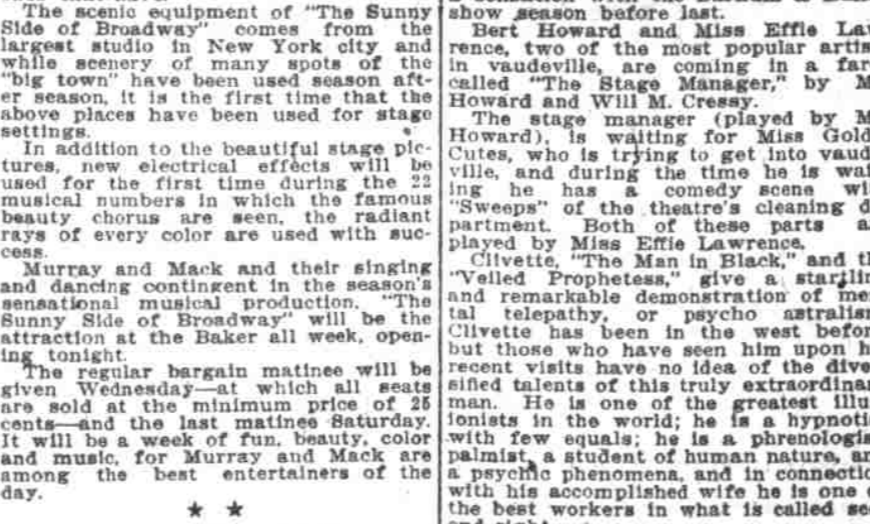 The scenic equipment of "The Sunny
Side of Broadway" comes from the
largest studio in New York city and
while scenery of many spots of the
"big town" have been used season aft-
er season, it is the first time that the
above places have been used for stage
settings.
In addition to the beautiful stage pic-
tures, new electrical effects will be
used for the first time during the 22
musical numbers in which the famous
beauty chorus are seen, the radiant
rays of every color are used with suc-
cess.
Murray and Mack and their singing
and dancing contingent in the season's
sensational musical production, "The
Sunny Side of Broadway" will be the
attraction at the Baker all week, open-
ing tonight.
The regular bargain matinee will be
given Wednesday—at which all seats
are sold at the minimum price of 25
cents—and the last matinee Saturday.
It will be a week of fun, beauty, color
and music, for Murray and Mack are
among the best entertainers of the
day.
★ ★
show season before last.
Bert Howard and Miss Effie Law
rence, two of the most popular artis
in vaudeville, are coming in a far
called "The Stage Manager," by M
Howard and Will M. Cressy.
The stage manager (played by M
Howard), is waiting for Miss Gold
Cutes, who is trying to get into vaud
ville, and during the time he is wai
ing he has a comedy scene wi
"Sweeps" of the theatre's cleaning d
partment. Both of these parts a
played by Miss Effie Lawrence.
Clivette, "The Man in Black," and th
"Veiled Prophetess," give a startlin
and remarkable demonstration of me
tal telepathy, or psycho astralism
Clivette has been in the west befor
but those who have seen him upon h
recent visits have no idea of the dive
sified talents of this truly extraordinar
man. He is one of the greatest illu
ionists in the world; he is a hypnoti
with few equals; he is a phrenologis
palmist, a student of human nature, an
a psychic phenomena, and in connectio
with his accomplished wife he is one o
the best workers in what is called sec